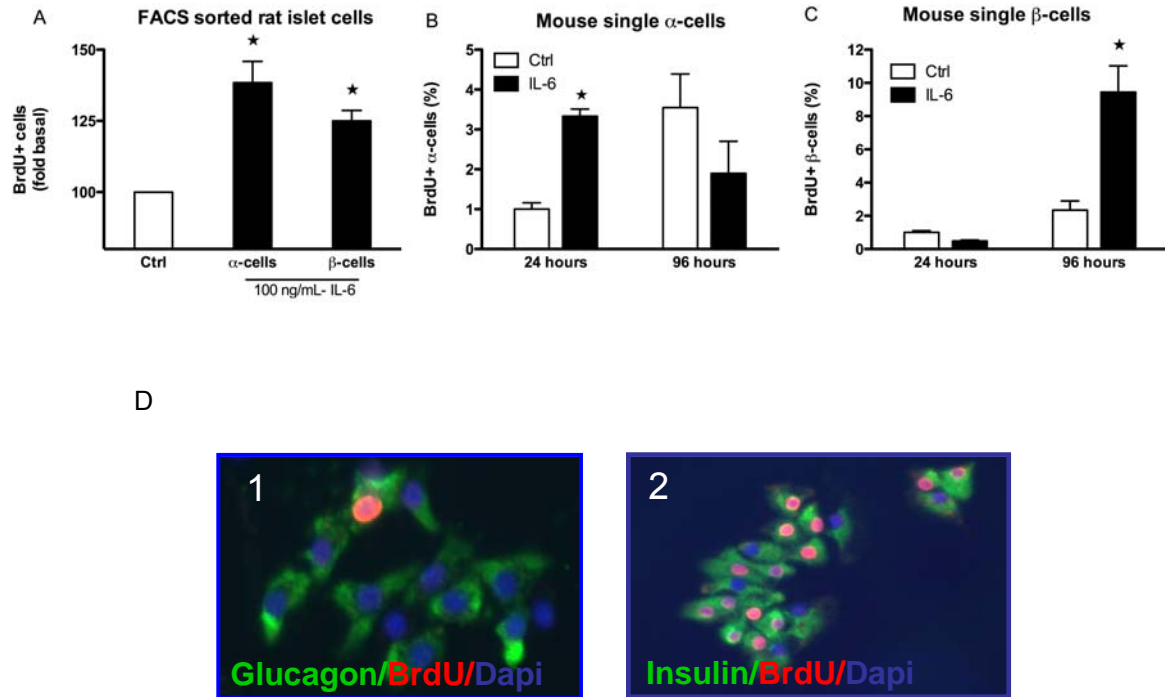 A
FACS sorted rat islet cells
BrdU+ cells
(fold basal)
150
125
100
★
★
Ctrl
α-cells
β-cells
100 ng/mL- IL-6
B
Mouse single α-cells
BrdU+ α-cells (%)
5
4
3
2
1
0
Ctrl
IL-6
★
24 hours
96 hours
C
Mouse single β-cells
BrdU+ β-cells (%)
12
10
8
6
4
2
0
Ctrl
IL-6
★
24 hours
96 hours
D
1
Glucagon/BrdU/Dapi
2
Insulin/BrdU/Dapi